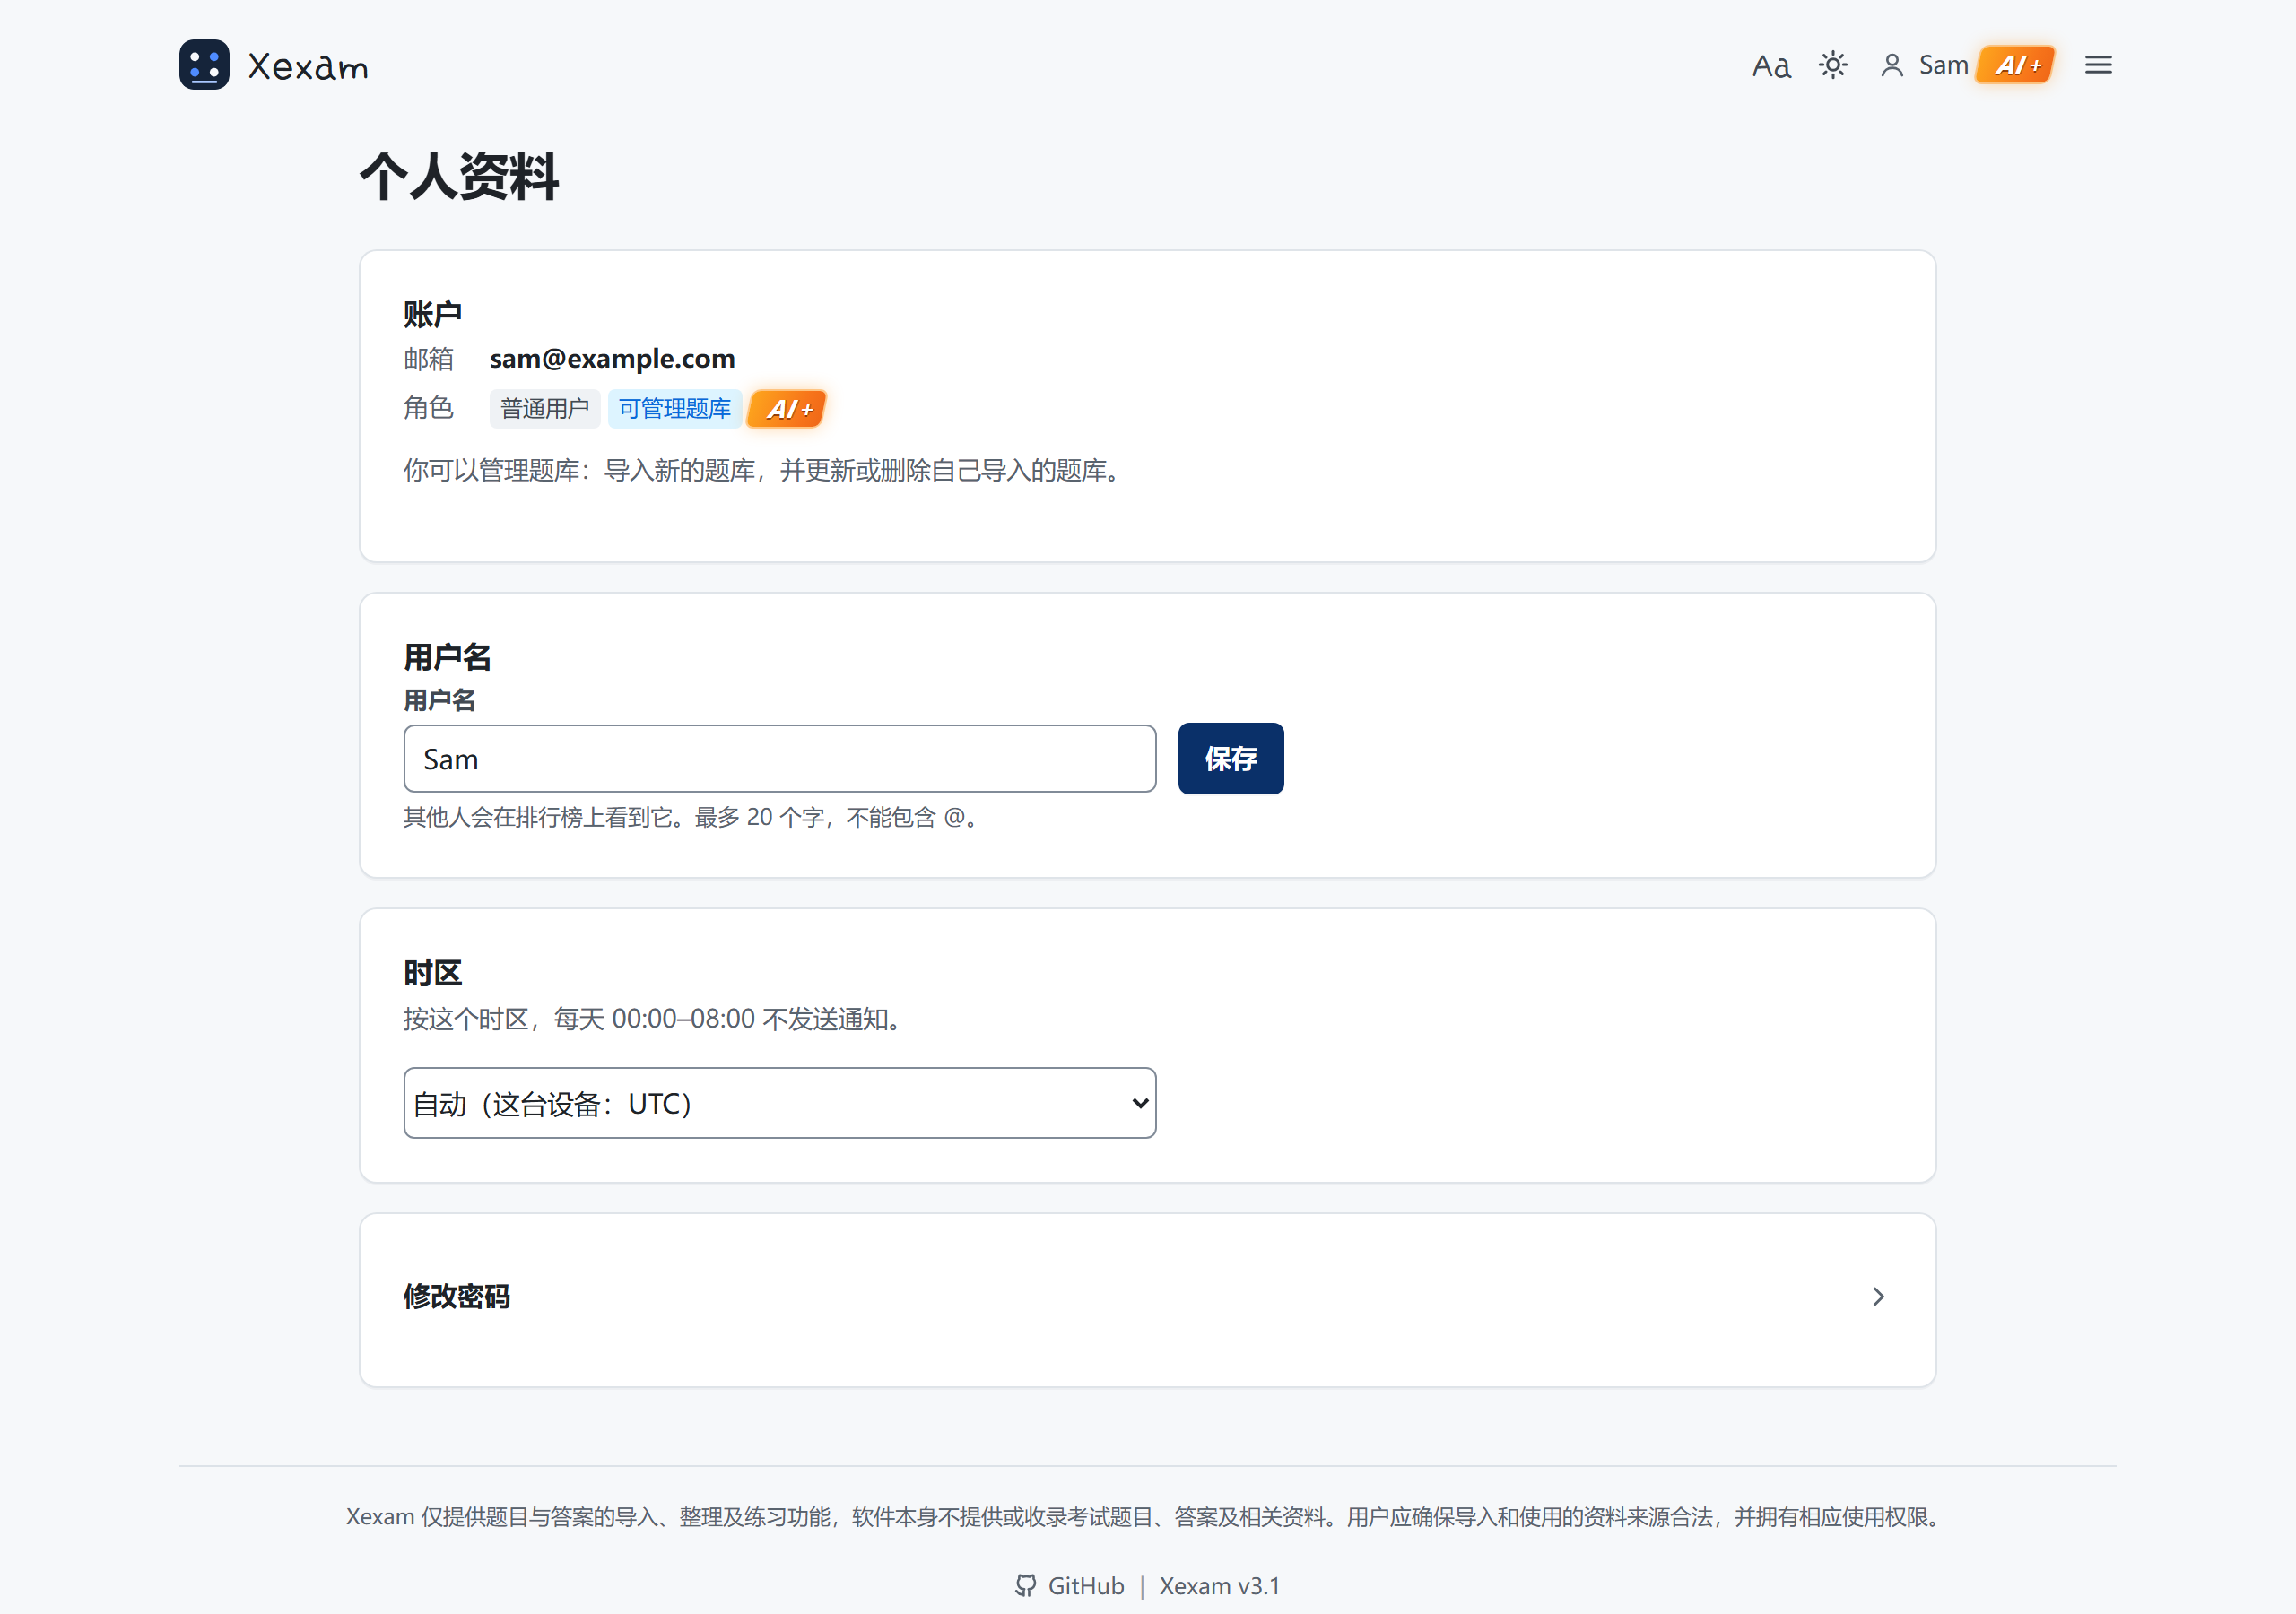 Xexam
Aa Sam AI+
个人资料
账户
邮箱 sam@example.com
角色 普通用户 可管理题库 AI+
你可以管理题库：导入新的题库，并更新或删除自己导入的题库。
用户名
用户名
Sam 保存
其他人会在排行榜上看到它。最多 20 个字，不能包含 @。
时区
按这个时区，每天 00:00–08:00 不发送通知。
自动（这台设备：UTC）
修改密码
Xexam 仅提供题目与答案的导入、整理及练习功能，软件本身不提供或收录考试题目、答案及相关资料。用户应确保导入和使用的资料来源合法，并拥有相应使用权限。
GitHub | Xexam v3.1